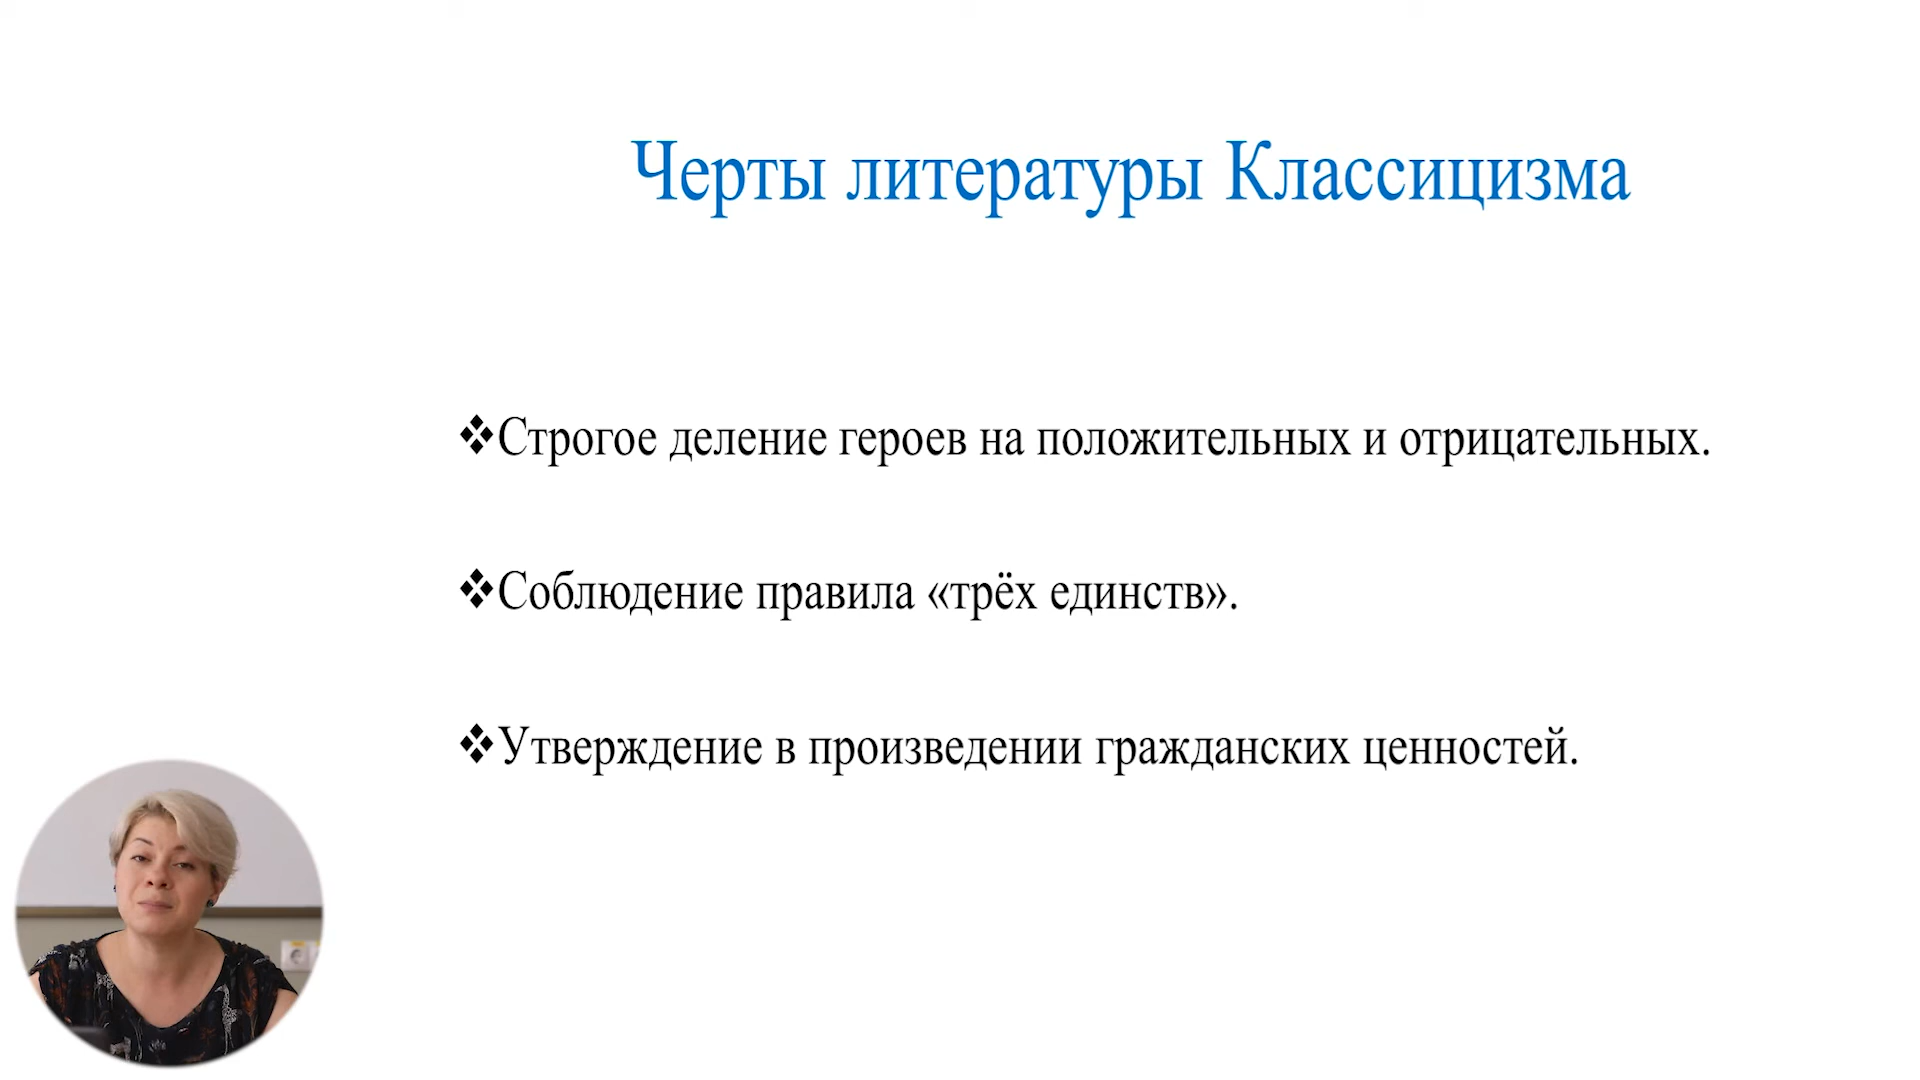 Черты литературы Классицизма
❖Строгое деление героев на положительных и отрицательных.
❖Соблюдение правила «трёх единств».
❖Утверждение в произведении гражданских ценностей.